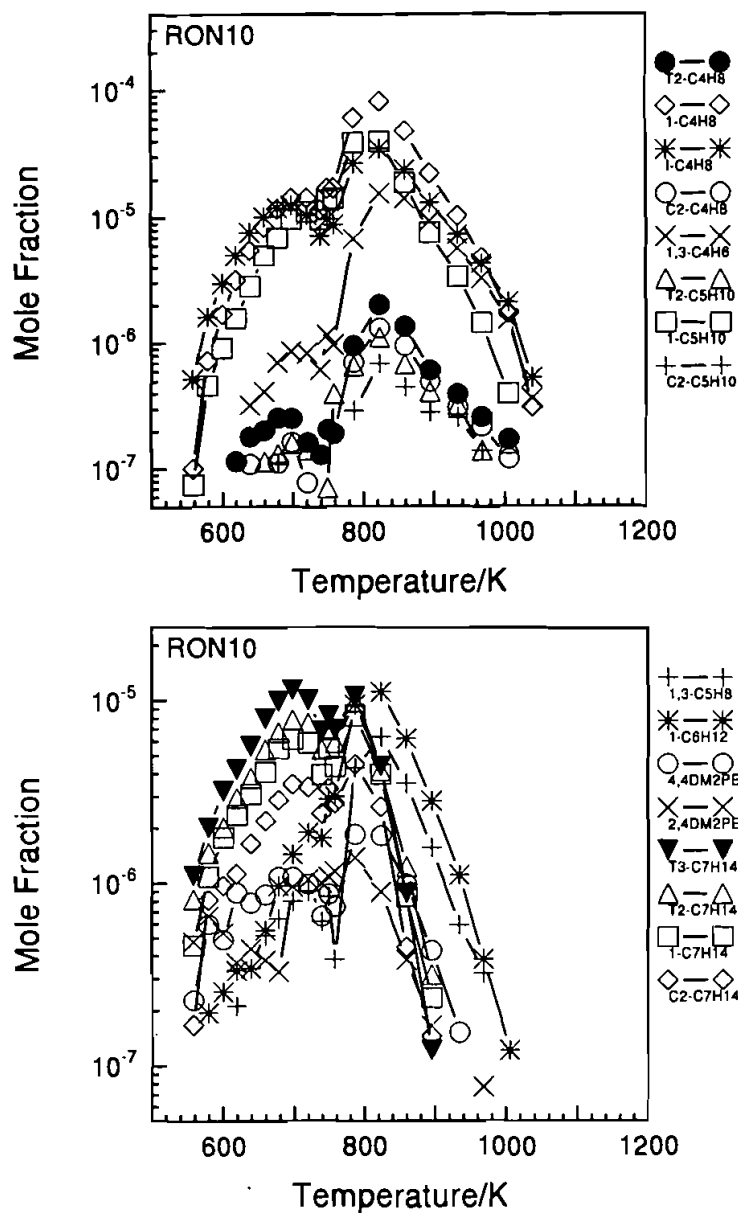 RON10
10⁻⁴
10⁻⁵
10⁻⁶
10⁻⁷
Mole Fraction
600 800 1000 1200
Temperature/K
T2-C4H8
1-C4H8
I-C4H8
C2-C4H8
1,3-C4H6
T2-C5H10
1-C5H10
C2-C5H10
RON10
10⁻⁵
10⁻⁶
10⁻⁷
Mole Fraction
600 800 1000 1200
Temperature/K
1,3-C5H8
1-C6H12
4,4DM2PE
2,4DM2PE
T3-C7H14
T2-C7H14
1-C7H14
C2-C7H14